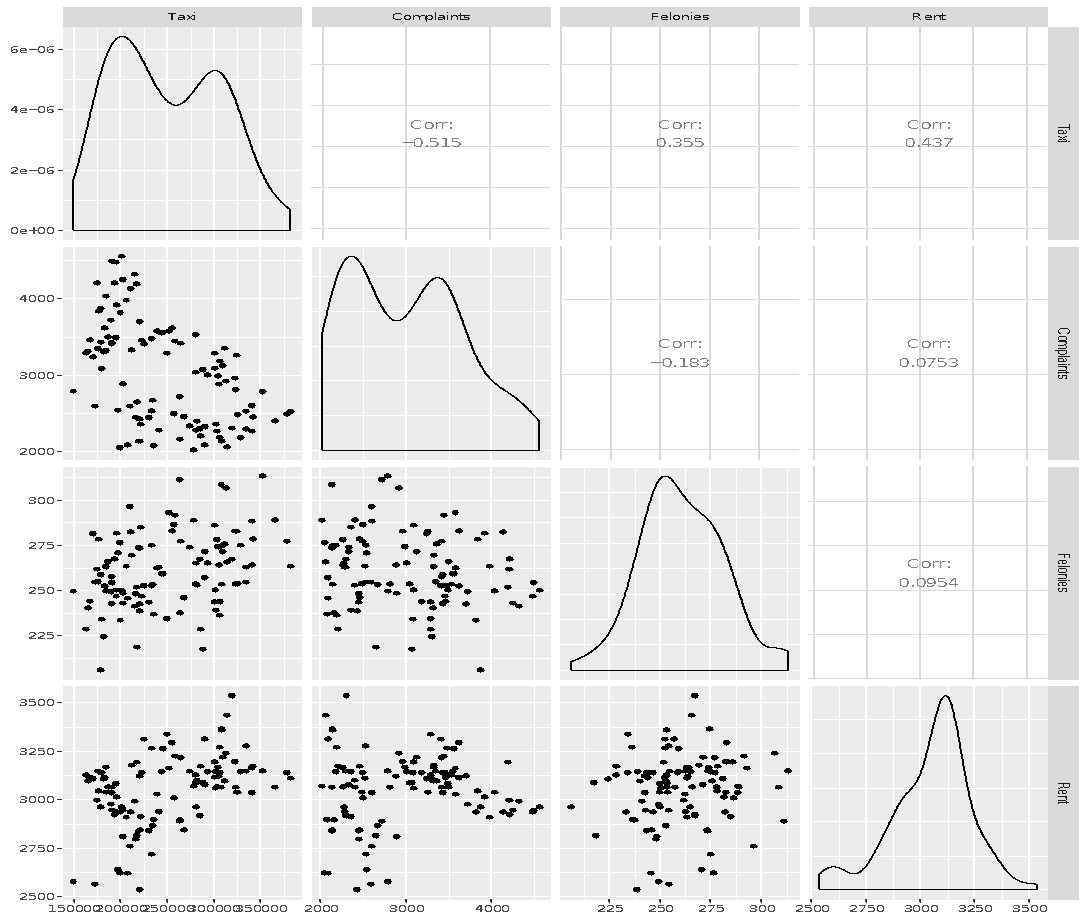 Taxi Complaints Felonies Rent
6e−06
4e−06
2e−06
0e+00
Corr:
−0.515
Corr:
0.355
Corr:
0.437
Taxi
4000
3000
2000
Corr:
−0.183
Corr:
0.0753
Complaints
300
275
250
225
Corr:
0.0954
Felonies
3500
3250
3000
2750
2500
Rent
150000 200000 250000 300000 350000 2000 3000 4000 225 250 275 300 2500 2750 3000 3250 3500